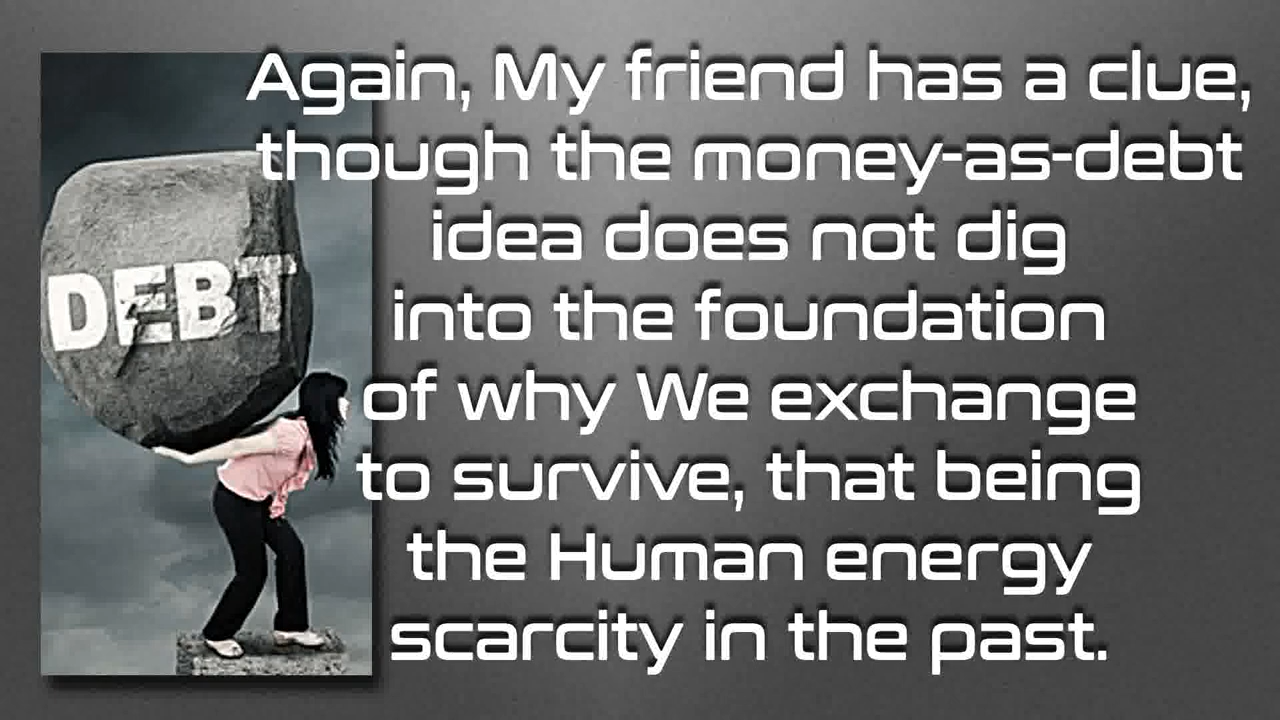 Again, My friend has a clue,
though the money-as-debt
idea does not dig
into the foundation
of why We exchange
to survive, that being
the Human energy
scarcity in the past.
DEBT